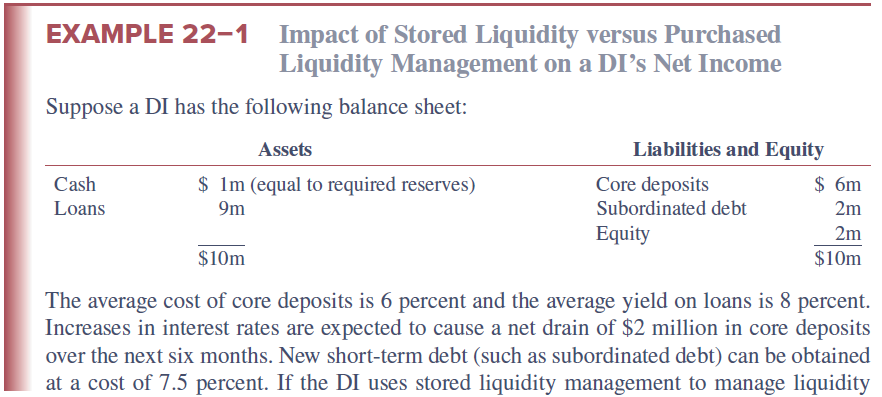 EXAMPLE 22–1 Impact of Stored Liquidity versus Purchased
Liquidity Management on a DI’s Net Income
Suppose a DI has the following balance sheet:
Assets Liabilities and Equity
Cash $ 1m (equal to required reserves) Core deposits $ 6m
Loans 9m Subordinated debt 2m
Equity 2m
$10m $10m
The average cost of core deposits is 6 percent and the average yield on loans is 8 percent.
Increases in interest rates are expected to cause a net drain of $2 million in core deposits
over the next six months. New short-term debt (such as subordinated debt) can be obtained
at a cost of 7.5 percent. If the DI uses stored liquidity management to manage liquidity